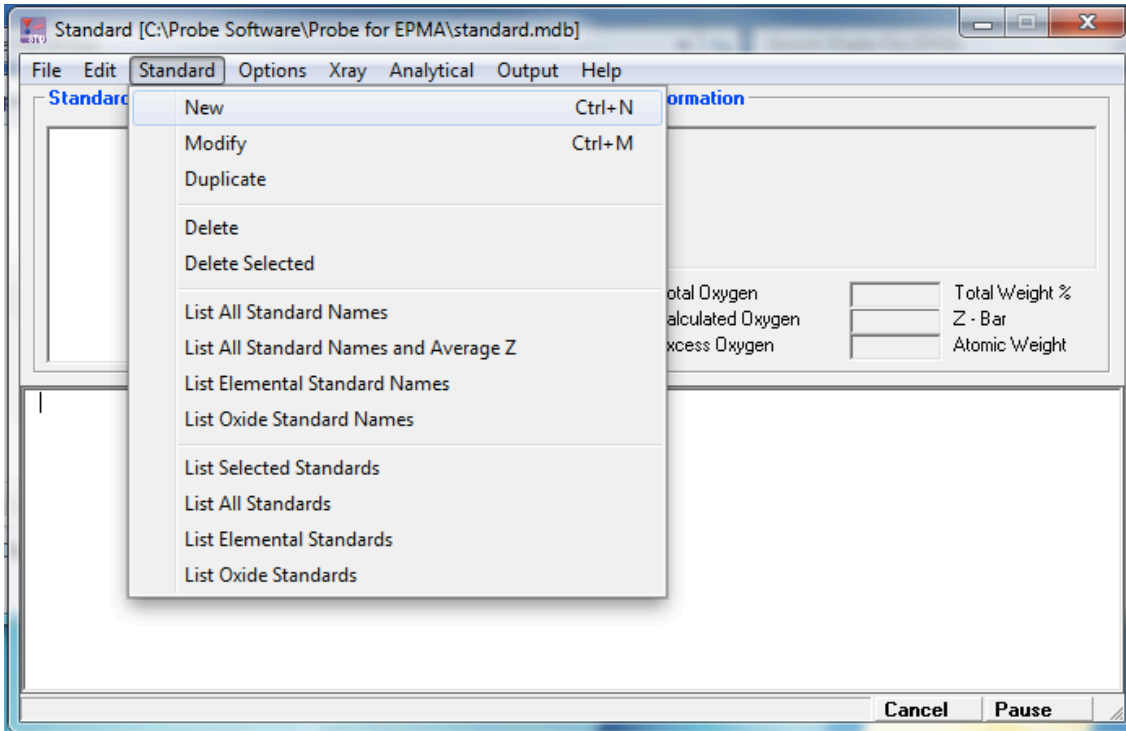 Standard [C:\Probe Software\Probe for EPMA\standard.mdb]
File Edit Standard Options Xray Analytical Output Help
Standard
ormation
New Ctrl+N
Modify Ctrl+M
Duplicate
Delete
Delete Selected
List All Standard Names
List All Standard Names and Average Z
List Elemental Standard Names
List Oxide Standard Names
List Selected Standards
List All Standards
List Elemental Standards
List Oxide Standards
otal Oxygen Total Weight %
alculated Oxygen Z - Bar
xcess Oxygen Atomic Weight
Cancel Pause